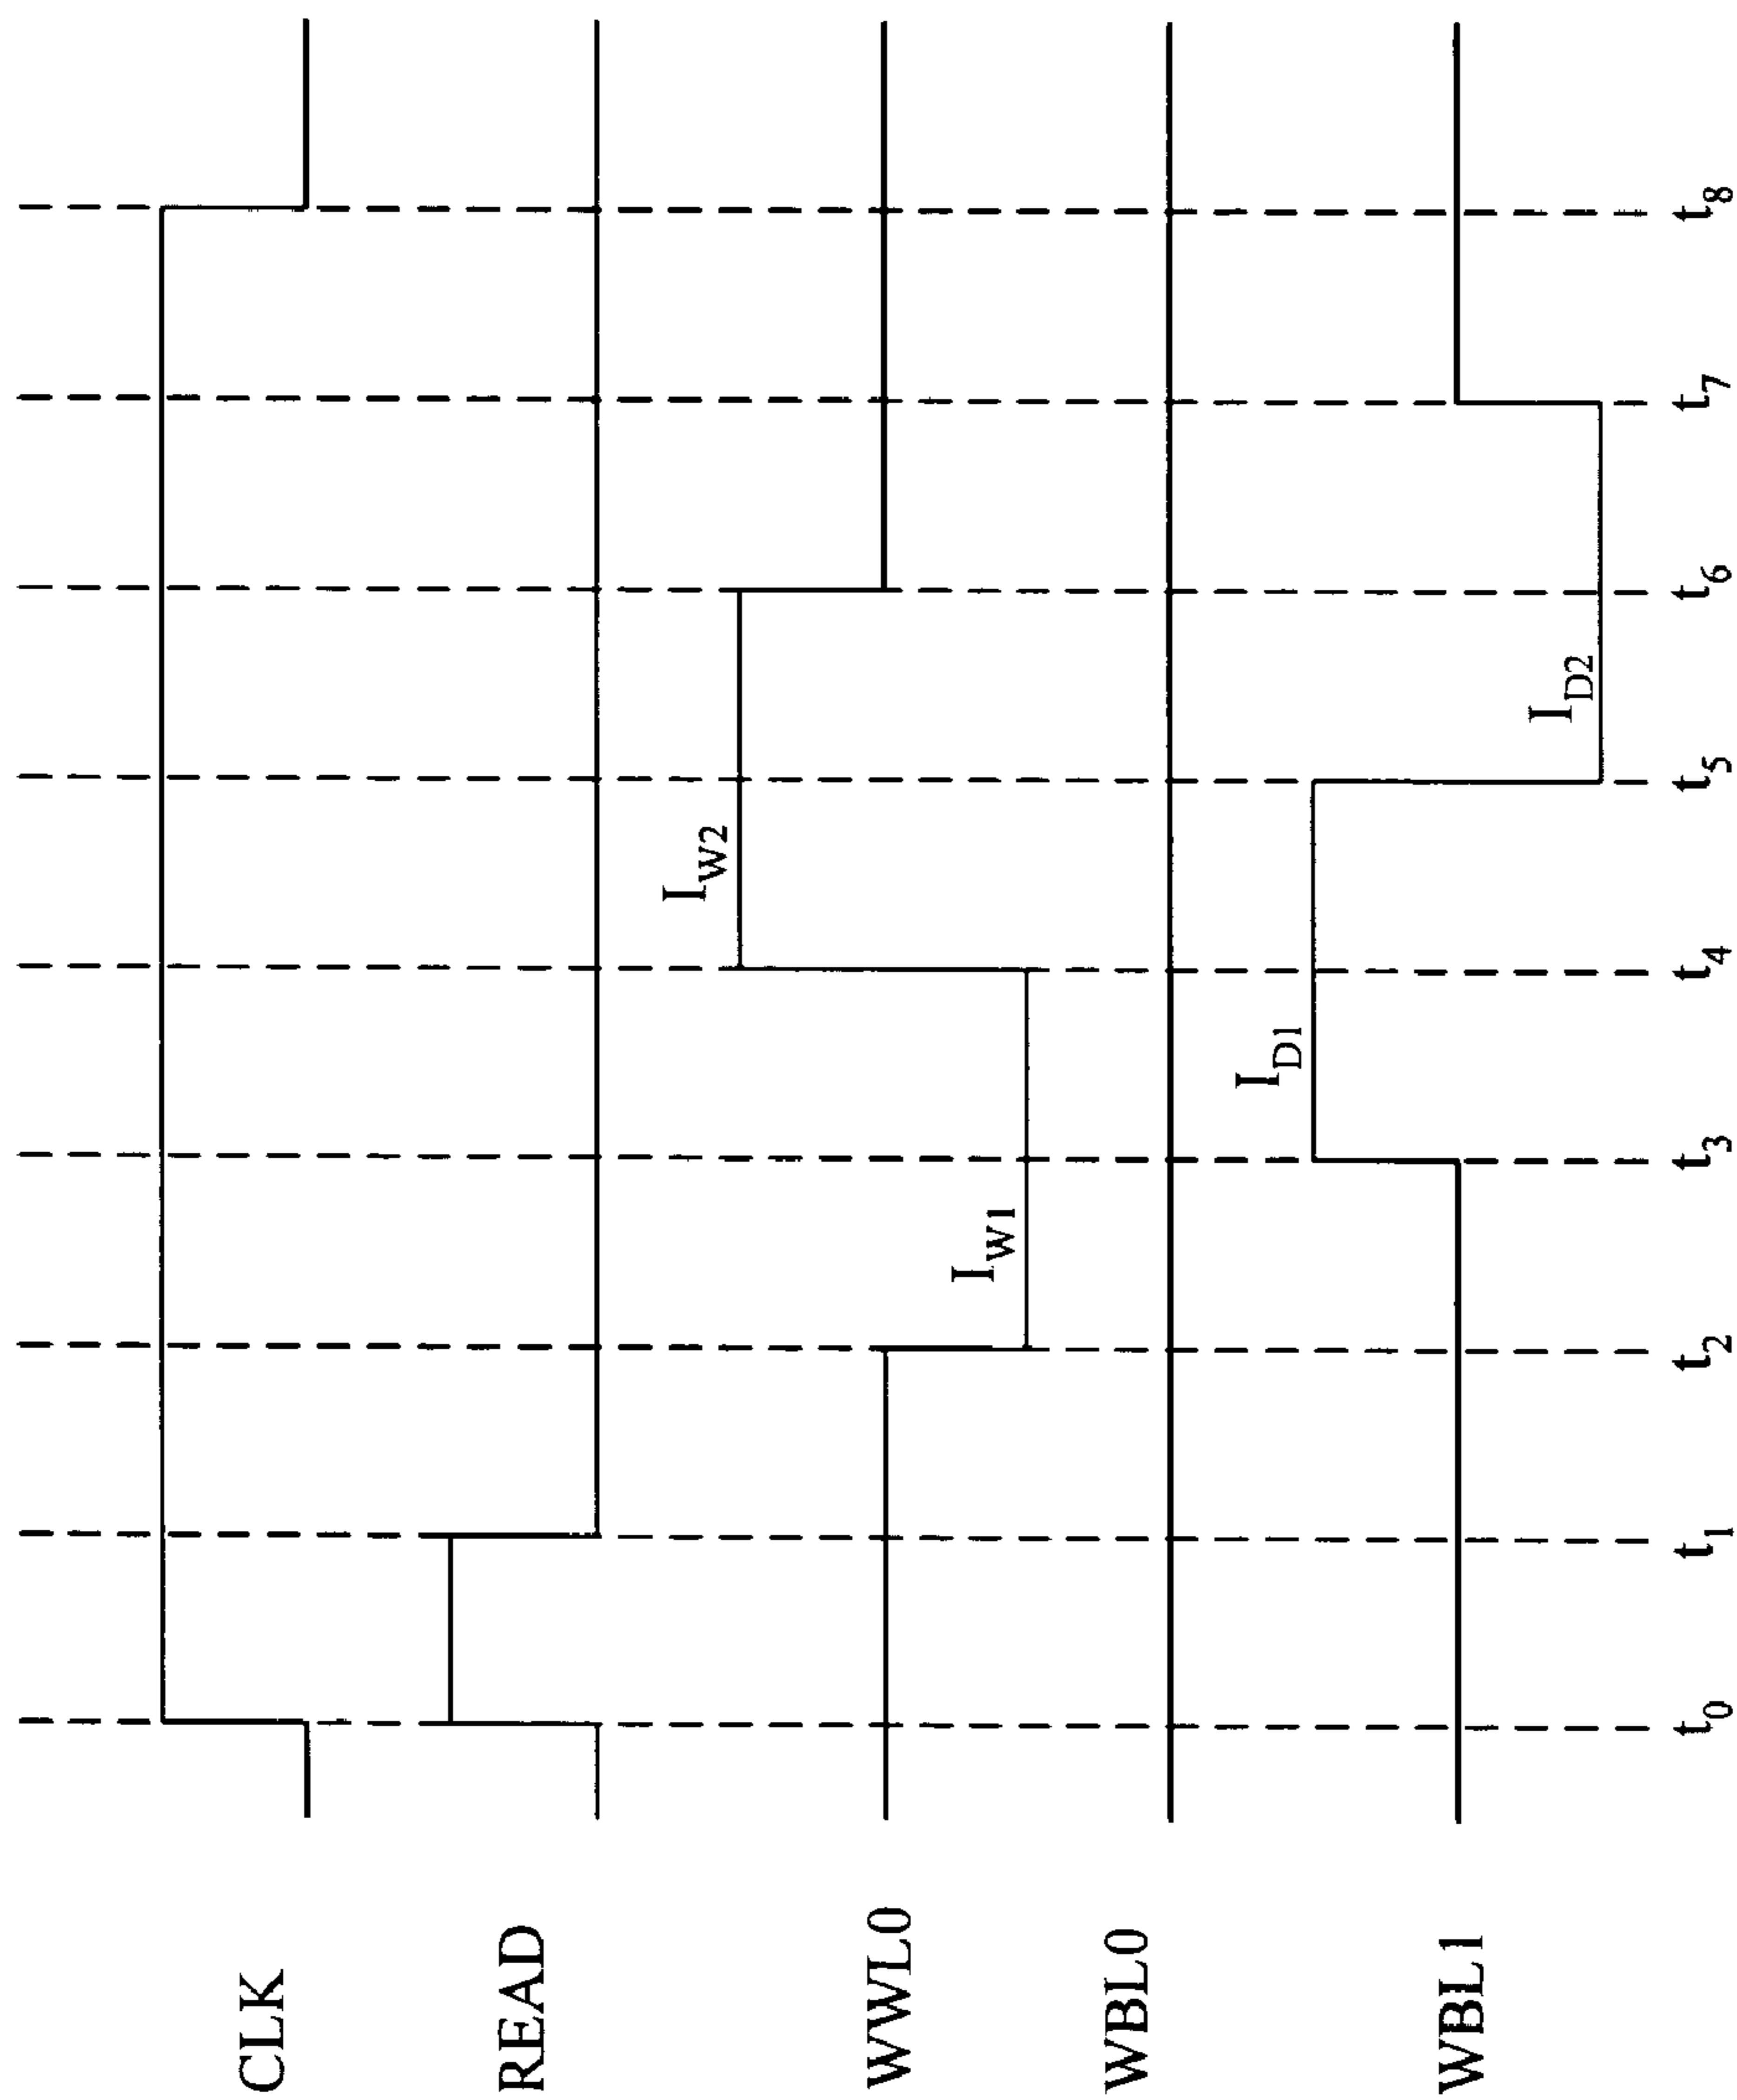 CLK
READ
I_W2
WWL0
I_W1
WBL0
I_D1
WBL1
I_D2
t_0 t_1 t_2 t_3 t_4 t_5 t_6 t_7 t_8